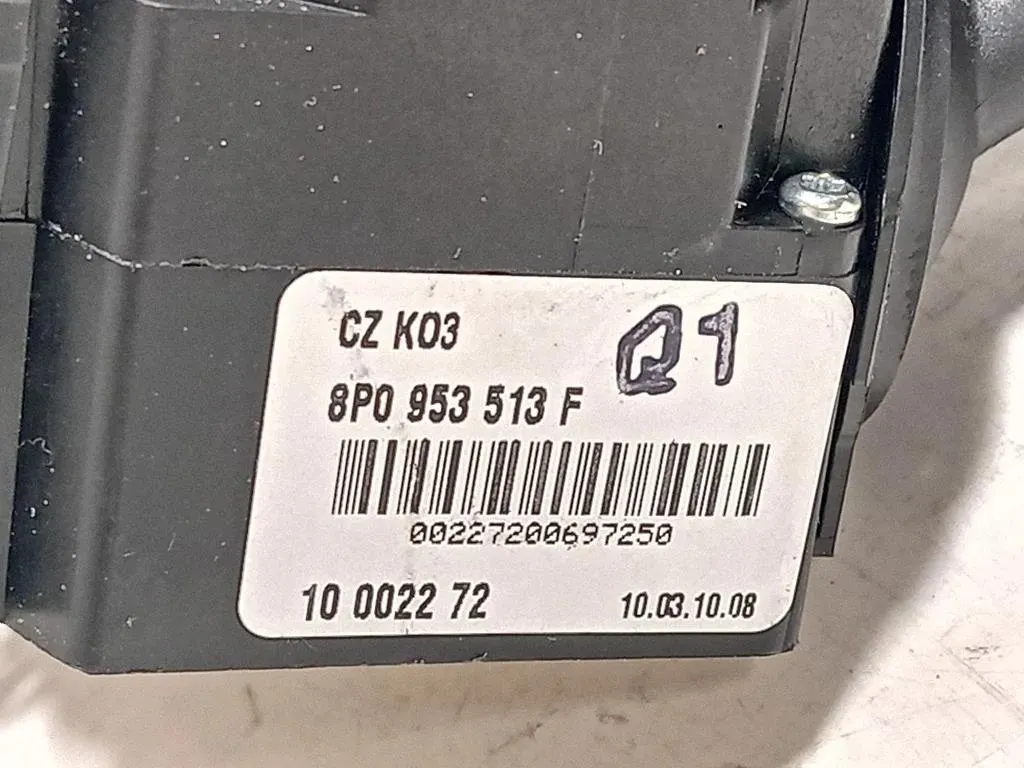 CZ K03
Q1
8P0 953 513 F
00227200697250
10 0022 72
10.03.10.08